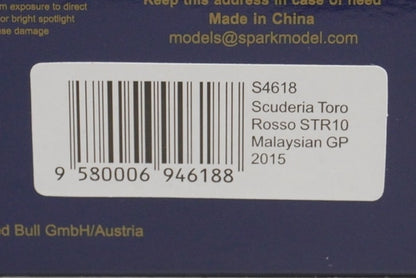 m exposure to direct
or bright spotlight
se damage
Keep this address in case of need
Made in China
models@sparkmodel.com
S4618
Scuderia Toro
Rosso STR10
Malaysian GP
2015
9 580006 946188
ed Bull GmbH/Austria